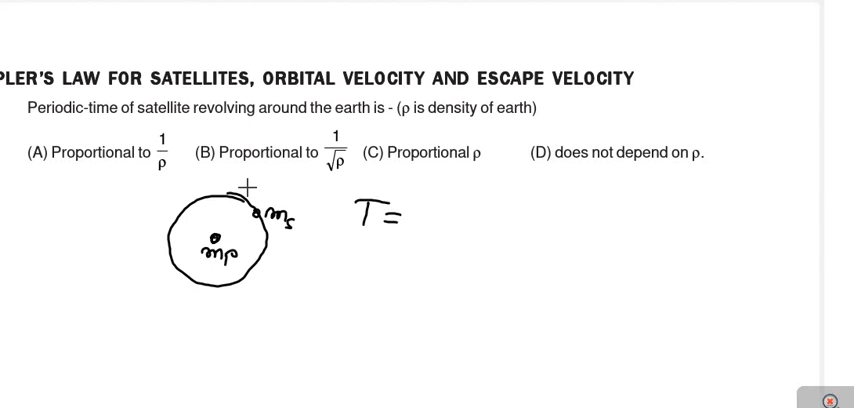 PLER'S LAW FOR SATELLITES, ORBITAL VELOCITY AND ESCAPE VELOCITY
Periodic-time of satellite revolving around the earth is - (ρ is density of earth)
(A) Proportional to 1/ρ (B) Proportional to 1/√ρ (C) Proportional ρ (D) does not depend on ρ.
ms T=
mp